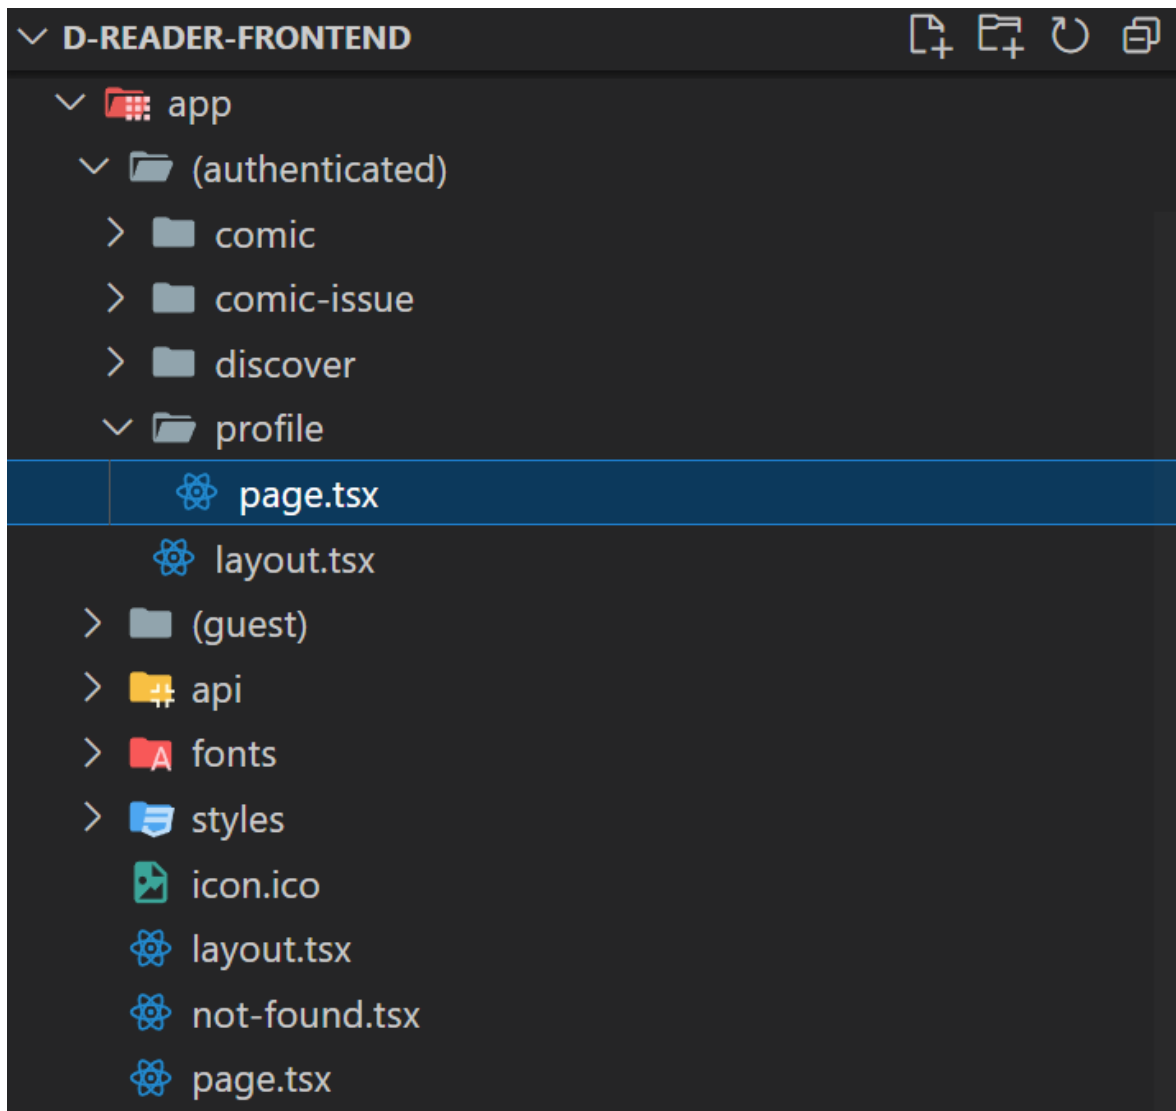 D-READER-FRONTEND
app
(authenticated)
comic
comic-issue
discover
profile
page.tsx
layout.tsx
(guest)
api
fonts
styles
icon.ico
layout.tsx
not-found.tsx
page.tsx